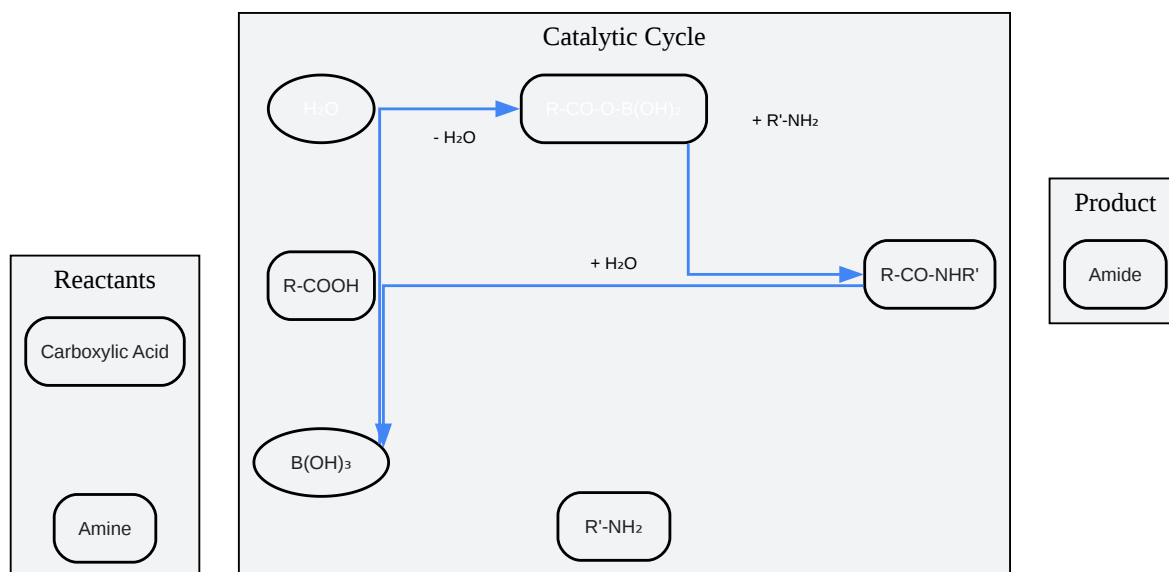 Catalytic Cycle
H₂O
R-CO-O-B(OH)₂
- H₂O
+ R'-NH₂
Product
Amide
Reactants
R-COOH
+ H₂O
R-CO-NHR'
Carboxylic Acid
B(OH)₃
Amine
R'-NH₂